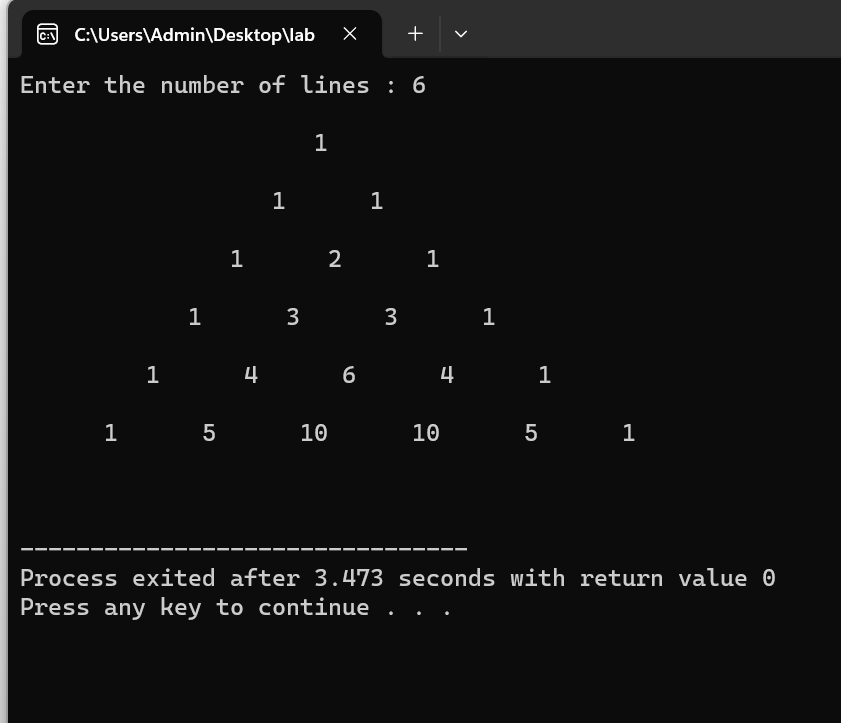 C:\Users\Admin\Desktop\lab
Enter the number of lines : 6
1
1 1
1 2 1
1 3 3 1
1 4 6 4 1
1 5 10 10 5 1
--------------------------------
Process exited after 3.473 seconds with return value 0
Press any key to continue . . .